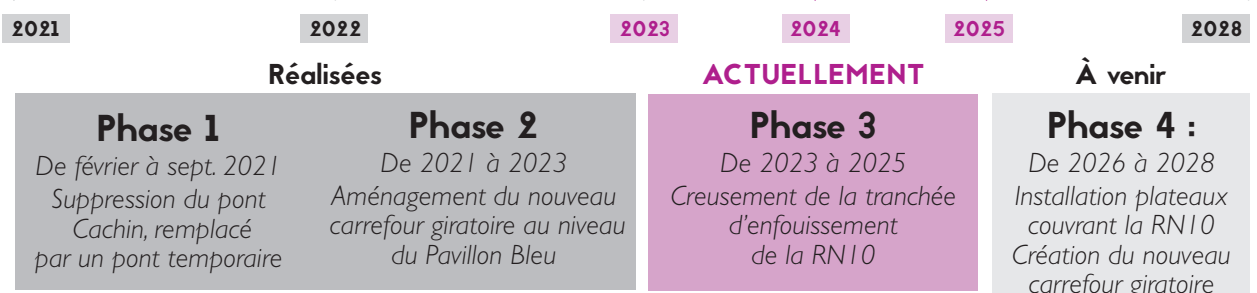 2021 2022 2023 2024 2025 2028
Réalisées
ACTUELLEMENT
À venir
Phase 1
De février à sept. 2021
Suppression du pont
Cachin, remplacé
par un pont temporaire
Phase 2
De 2021 à 2023
Aménagement du nouveau
carrefour giratoire au niveau
du Pavillon Bleu
Phase 3
De 2023 à 2025
Creusement de la tranchée
d'enfouissement
de la RN10
Phase 4 :
De 2026 à 2028
Installation plateaux
couvrant la RN10
Création du nouveau
carrefour giratoire